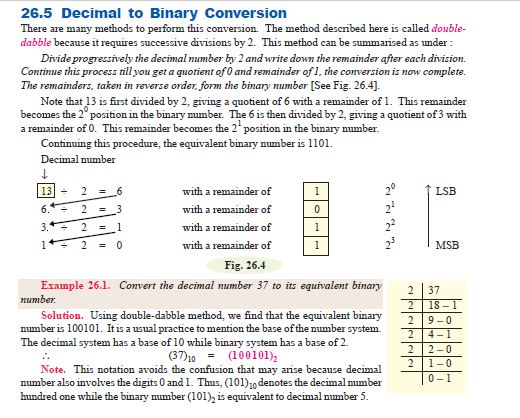 26.5 Decimal to Binary Conversion
There are many methods to perform this conversion. The method described here is called double-
dabble because it requires successive divisions by 2. This method can be summarised as under :
Divide progressively the decimal number by 2 and write down the remainder after each division.
Continue this process till you get a quotient of 0 and remainder of 1, the conversion is now complete.
The remainders, taken in reverse order, form the binary number [See Fig. 26.4].
Note that 13 is first divided by 2, giving a quotient of 6 with a remainder of 1. This remainder
becomes the 2⁰ position in the binary number. The 6 is then divided by 2, giving a quotient of 3 with
a remainder of 0. This remainder becomes the 2¹ position in the binary number.
Continuing this procedure, the equivalent binary number is 1101.
Decimal number
↓
13 ÷ 2 = 6 with a remainder of 1 2⁰ ↑ LSB
6. ÷ 2 = 3 with a remainder of 0 2¹
3. ÷ 2 = 1 with a remainder of 1 2²
1 ÷ 2 = 0 with a remainder of 1 2³ MSB
Fig. 26.4
Example 26.1. Convert the decimal number 37 to its equivalent binary
number.
Solution. Using double-dabble method, we find that the equivalent binary
number is 100101. It is a usual practice to mention the base of the number system.
The decimal system has a base of 10 while binary system has a base of 2.
∴ (37)₁₀ = (100101)₂
Note. This notation avoids the confusion that may arise because decimal
number also involves the digits 0 and 1. Thus, (101)₁₀ denotes the decimal number
hundred one while the binary number (101)₂ is equivalent to decimal number 5.
2 37
2 18 – 1
2 9 – 0
2 4 – 1
2 2 – 0
2 1 – 0
0 – 1